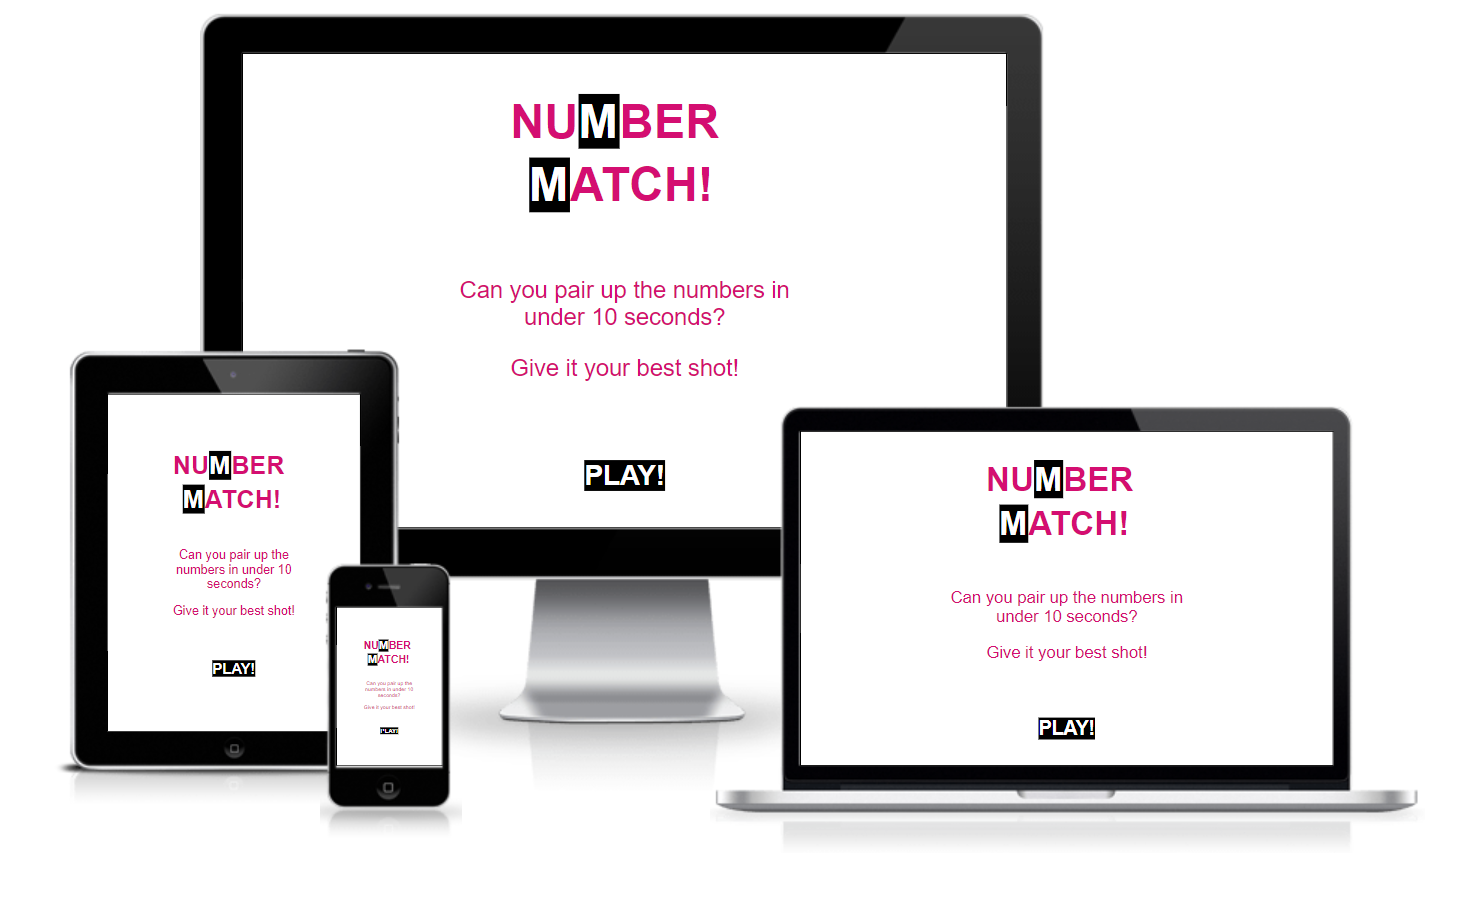 NUMBER
MATCH!
Can you pair up the numbers in
under 10 seconds?
Give it your best shot!
PLAY!
NUMBER
MATCH!
Can you pair up the
numbers in under 10
seconds?
Give it your best shot!
PLAY!
NUMBER
MATCH!
Can you pair up the
numbers in under 10
seconds?
Give it your best shot!
PLAY!
NUMBER
MATCH!
Can you pair up the numbers in
under 10 seconds?
Give it your best shot!
PLAY!